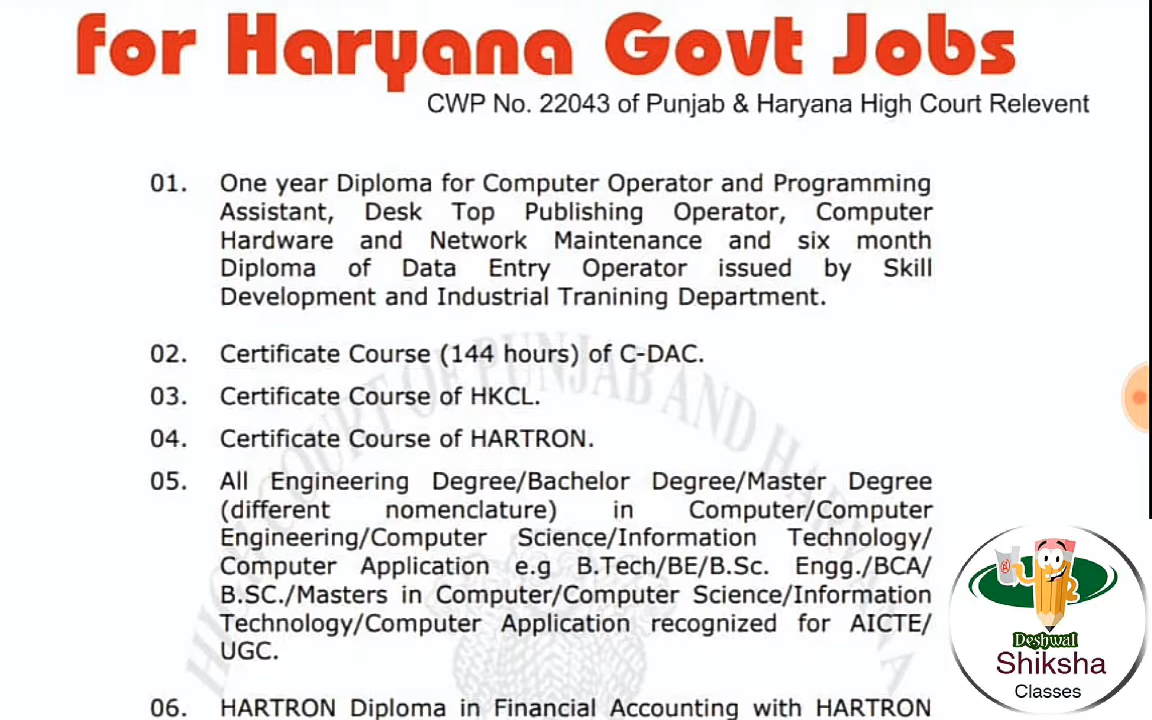 for Haryana Govt Jobs
CWP No. 22043 of Punjab & Haryana High Court Relevent
01. One year Diploma for Computer Operator and Programming
Assistant, Desk Top Publishing Operator, Computer
Hardware and Network Maintenance and six month
Diploma of Data Entry Operator issued by Skill
Development and Industrial Tranining Department.
02. Certificate Course (144 hours) of C-DAC.
03. Certificate Course of HKCL.
04. Certificate Course of HARTRON.
05. All Engineering Degree/Bachelor Degree/Master Degree
(different nomenclature) in Computer/Computer
Engineering/Computer Science/Information Technology/
Computer Application e.g B.Tech/BE/B.Sc. Engg./BCA/
B.SC./Masters in Computer/Computer Science/Information
Technology/Computer Application recognized for AICTE/
UGC.
06. HARTRON Diploma in Financial Accounting with HARTRON
HIGH COURT OF PUNJAB AND HARYANA
Deshwal
Shiksha
Classes